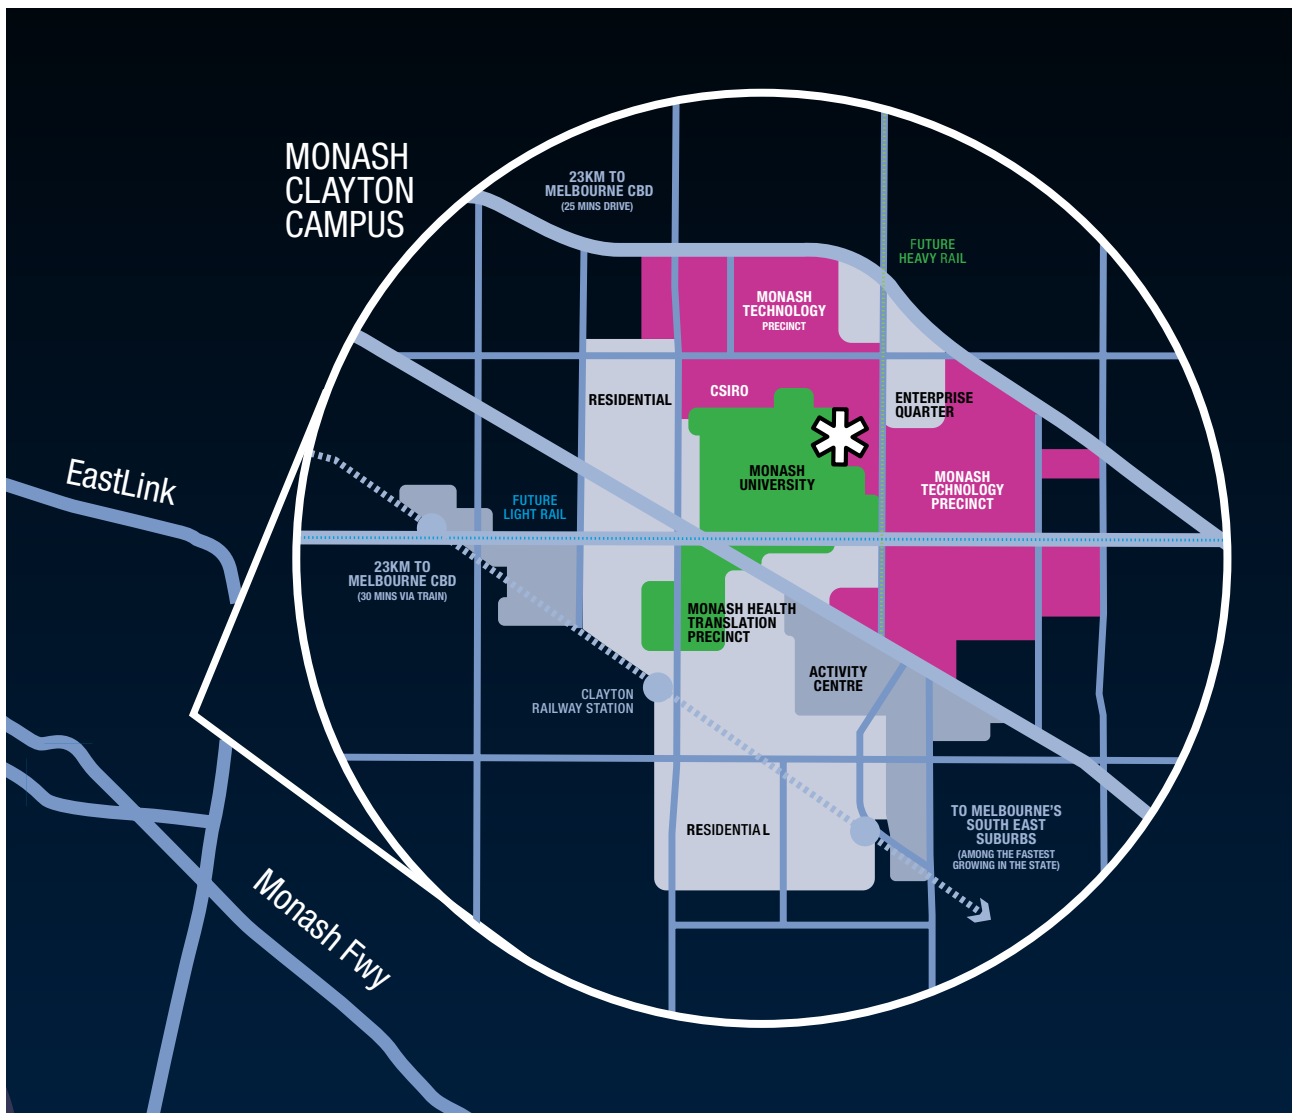 MONASH
CLAYTON
CAMPUS
23KM TO
MELBOURNE CBD
(25 MINS DRIVE)
FUTURE
HEAVY RAIL
MONASH
TECHNOLOGY
PRECINCT
CSIRO
RESIDENTIAL
ENTERPRISE
QUARTER
MONASH
UNIVERSITY
MONASH
TECHNOLOGY
PRECINCT
EastLink
FUTURE
LIGHT RAIL
23KM TO
MELBOURNE CBD
(30 MINS VIA TRAIN)
MONASH HEALTH
TRANSLATION
PRECINCT
ACTIVITY
CENTRE
CLAYTON
RAILWAY STATION
RESIDENTIAL
TO MELBOURNE'S
SOUTH EAST
SUBURBS
(AMONG THE FASTEST
GROWING IN THE STATE)
Monash Fwy